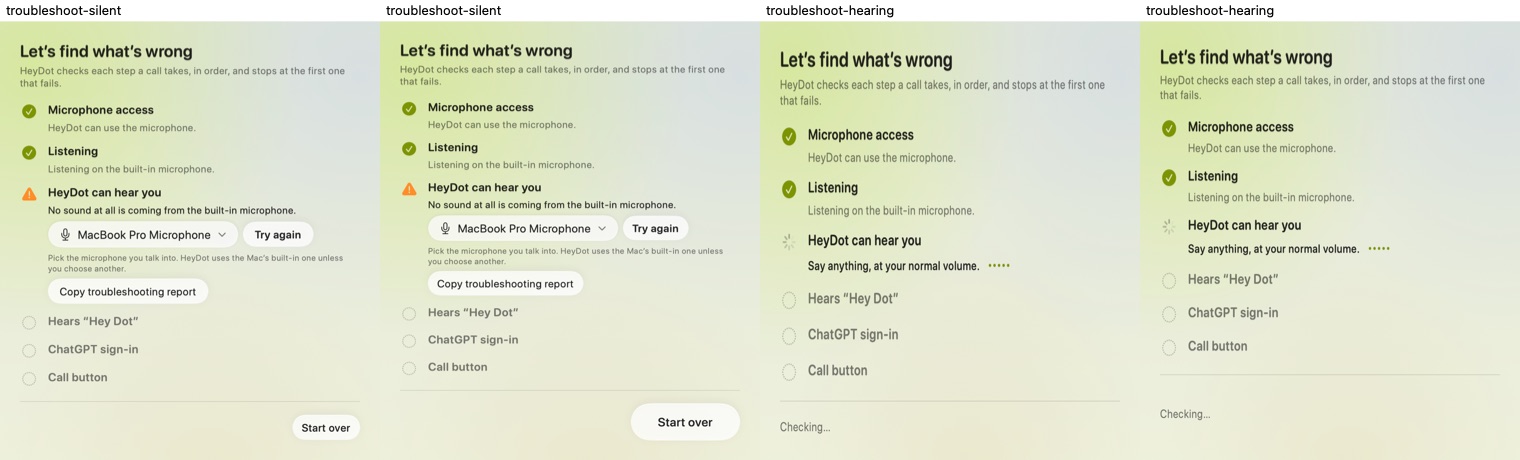 troubleshoot-silent
Let's find what's wrong
HeyDot checks each step a call takes, in order, and stops at the first one
that fails.
Microphone access
HeyDot can use the microphone.
Listening
Listening on the built-in microphone.
HeyDot can hear you
No sound at all is coming from the built-in microphone.
MacBook Pro Microphone
Try again
Pick the microphone you talk into. HeyDot uses the Mac's built-in one unless
you choose another.
Copy troubleshooting report
Hears “Hey Dot”
ChatGPT sign-in
Call button
Start over
troubleshoot-silent
Let's find what's wrong
HeyDot checks each step a call takes, in order, and stops at the first one
that fails.
Microphone access
HeyDot can use the microphone.
Listening
Listening on the built-in microphone.
HeyDot can hear you
No sound at all is coming from the built-in microphone.
MacBook Pro Microphone
Try again
Pick the microphone you talk into. HeyDot uses the Mac's built-in one unless
you choose another.
Copy troubleshooting report
Hears “Hey Dot”
ChatGPT sign-in
Call button
Start over
troubleshoot-hearing
Let's find what's wrong
HeyDot checks each step a call takes, in order, and stops at the first one
that fails.
Microphone access
HeyDot can use the microphone.
Listening
Listening on the built-in microphone.
HeyDot can hear you
Say anything, at your normal volume.
Hears “Hey Dot”
ChatGPT sign-in
Call button
Checking...
troubleshoot-hearing
Let's find what's wrong
HeyDot checks each step a call takes, in order, and stops at the first one
that fails.
Microphone access
HeyDot can use the microphone.
Listening
Listening on the built-in microphone.
HeyDot can hear you
Say anything, at your normal volume.
Hears “Hey Dot”
ChatGPT sign-in
Call button
Checking...